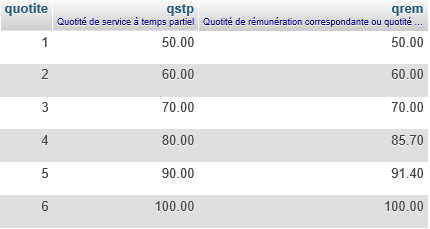 quotite qstp qrem
Quotité de service à temps partiel Quotité de rémunération correspondante ou quotité ...
1 50.00 50.00
2 60.00 60.00
3 70.00 70.00
4 80.00 85.70
5 90.00 91.40
6 100.00 100.00